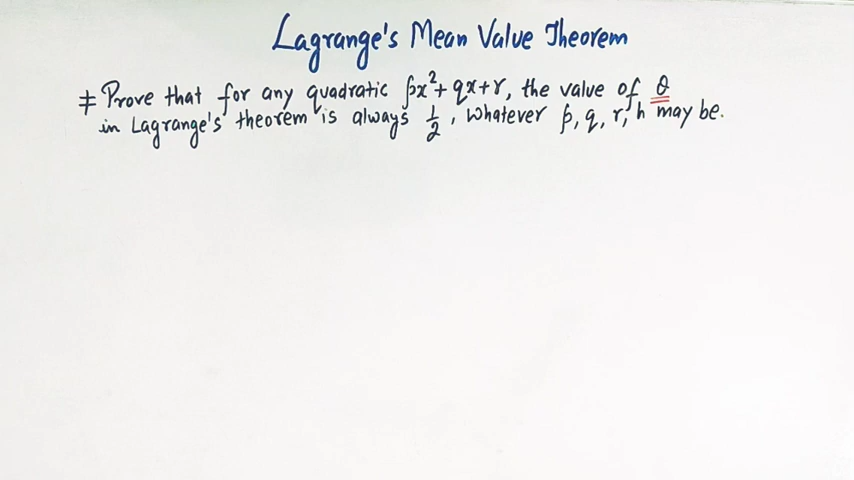 Lagrange's Mean Value Theorem
‡ Prove that for any quadratic px²+qx+r, the value of θ
in Lagrange's theorem is always 1/2, whatever p, q, r, h may be.